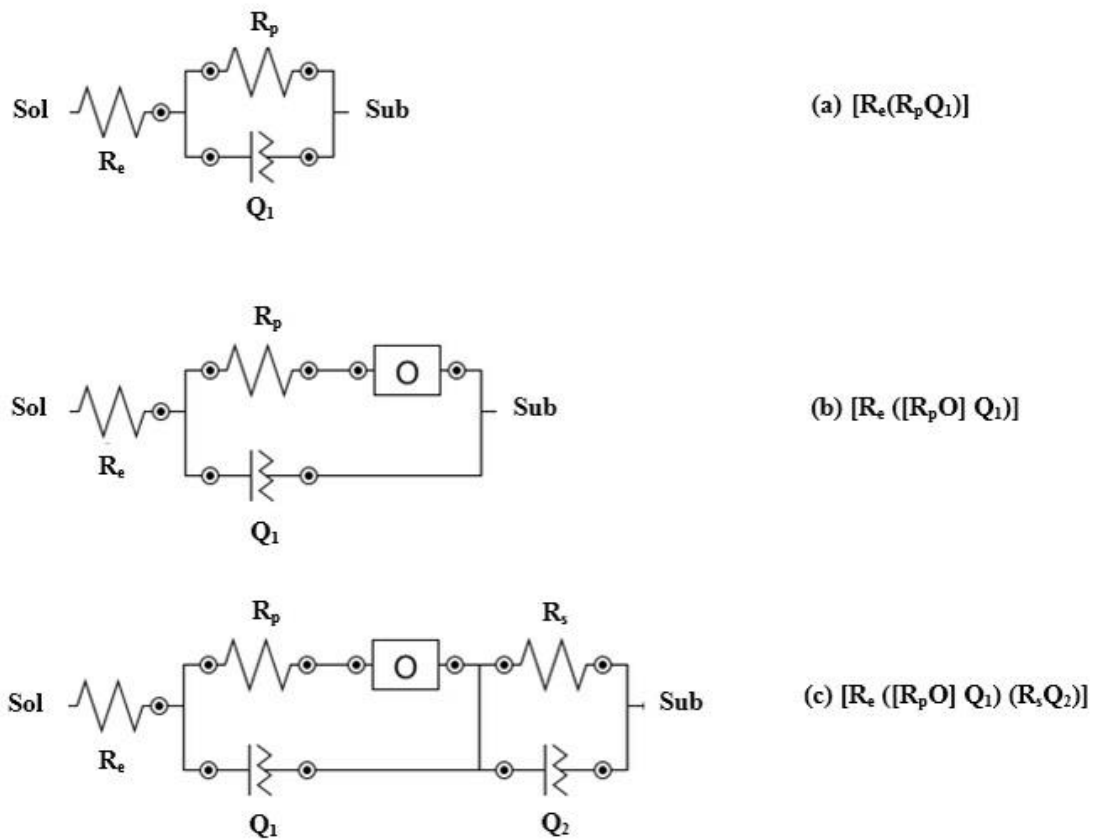 Rₚ
Sol
Sub
Rₑ
Q₁
(a) [Rₑ(RₚQ₁)]
Rₚ
O
Sol
Sub
Rₑ
Q₁
(b) [Rₑ ([RₚO] Q₁)]
Rₚ
Rₛ
O
Sol
Sub
Rₑ
Q₁
Q₂
(c) [Rₑ ([RₚO] Q₁) (RₛQ₂)]